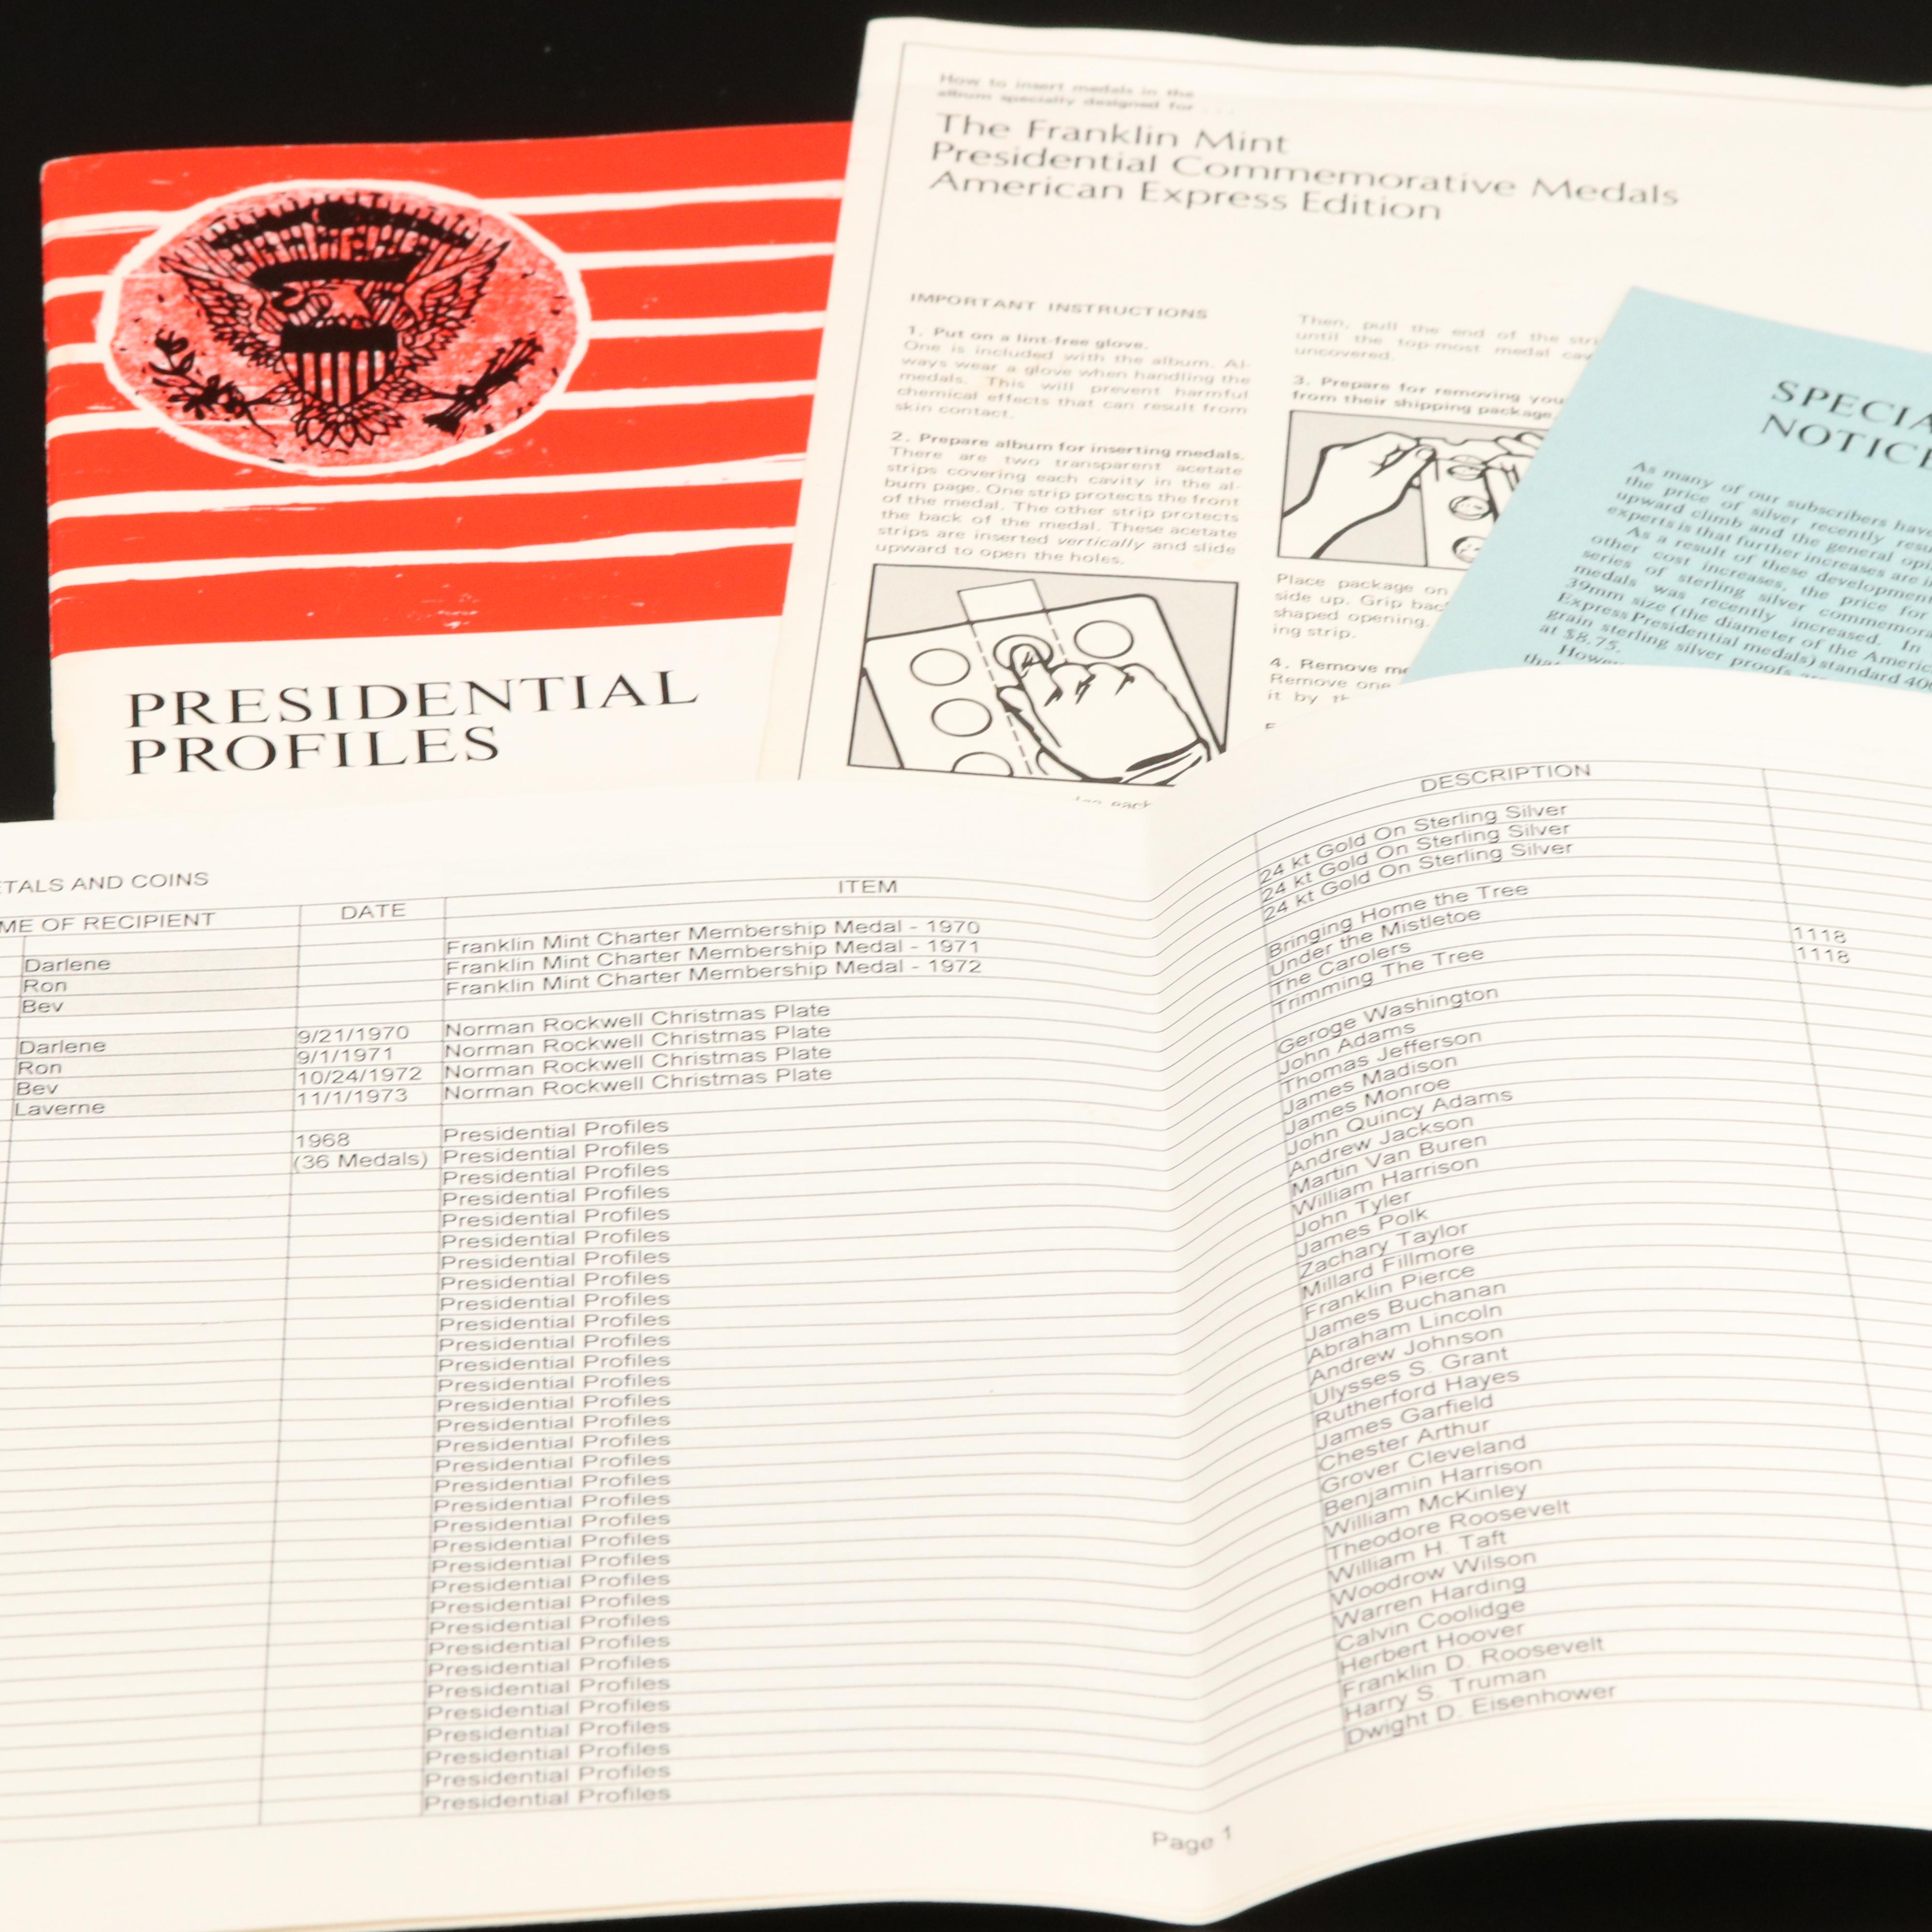 PRESIDENTIAL
PROFILES
How to insert medals in the
album specially designed for . . .
The Franklin Mint
Presidential Commemorative Medals
American Express Edition
IMPORTANT INSTRUCTIONS
1. Put on a lint-free glove.
One is included with the album. Al-
ways wear a glove when handling the
medals. This will prevent harmful
chemical effects that can result from
skin contact.
2. Prepare album for inserting medals.
There are two transparent acetate
strips covering each cavity in the al-
bum page. One strip protects the front
of the medal. The other strip protects
the back of the medal. These acetate
strips are inserted vertically and slide
upward to open the holes.
Then, pull the end of the
until the top-most medal
uncovered.
3. Prepare for removing
from their shipping package.
Place package on
side up. Grip
shaped opening.
ing strip.
4. Remove
Remove one
it by
SPECIA
NOTICE
As many of our subscribers have
the price of silver recently
upward climb and the general
experts is that further increases are
As a result of these
other cost increases, the price for
series of sterling silver
medals was recently increased. In
39mm size (the diameter of the
Express Presidential medals) standard
grain sterling silver proofs
at $8.75.
ETALS AND COINS
ME OF RECIPIENT DATE ITEM DESCRIPTION
Darlene Franklin Mint Charter Membership Medal - 1970 24 kt Gold On Sterling Silver
Ron Franklin Mint Charter Membership Medal - 1971 24 kt Gold On Sterling Silver
Bev Franklin Mint Charter Membership Medal - 1972 24 kt Gold On Sterling Silver
Darlene 9/21/1970 Norman Rockwell Christmas Plate Bringing Home the Tree
Ron 9/1/1971 Norman Rockwell Christmas Plate Under the Mistletoe
Bev 10/24/1972 Norman Rockwell Christmas Plate The Carolers 1118
Laverne 11/1/1973 Norman Rockwell Christmas Plate Trimming The Tree 1118
1968 Presidential Profiles Geroge Washington
(36 Medals) Presidential Profiles John Adams
Presidential Profiles Thomas Jefferson
Presidential Profiles James Madison
Presidential Profiles James Monroe
Presidential Profiles John Quincy Adams
Presidential Profiles Andrew Jackson
Presidential Profiles Martin Van Buren
Presidential Profiles William Harrison
Presidential Profiles John Tyler
Presidential Profiles James Polk
Presidential Profiles Zachary Taylor
Presidential Profiles Millard Fillmore
Presidential Profiles Franklin Pierce
Presidential Profiles James Buchanan
Presidential Profiles Abraham Lincoln
Presidential Profiles Andrew Johnson
Presidential Profiles Ulysses S. Grant
Presidential Profiles Rutherford Hayes
Presidential Profiles James Garfield
Presidential Profiles Chester Arthur
Presidential Profiles Grover Cleveland
Presidential Profiles Benjamin Harrison
Presidential Profiles William McKinley
Presidential Profiles Theodore Roosevelt
Presidential Profiles William H. Taft
Presidential Profiles Woodrow Wilson
Presidential Profiles Warren Harding
Presidential Profiles Calvin Coolidge
Presidential Profiles Herbert Hoover
Presidential Profiles Franklin D. Roosevelt
Presidential Profiles Harry S. Truman
Presidential Profiles Dwight D. Eisenhower
Page 1